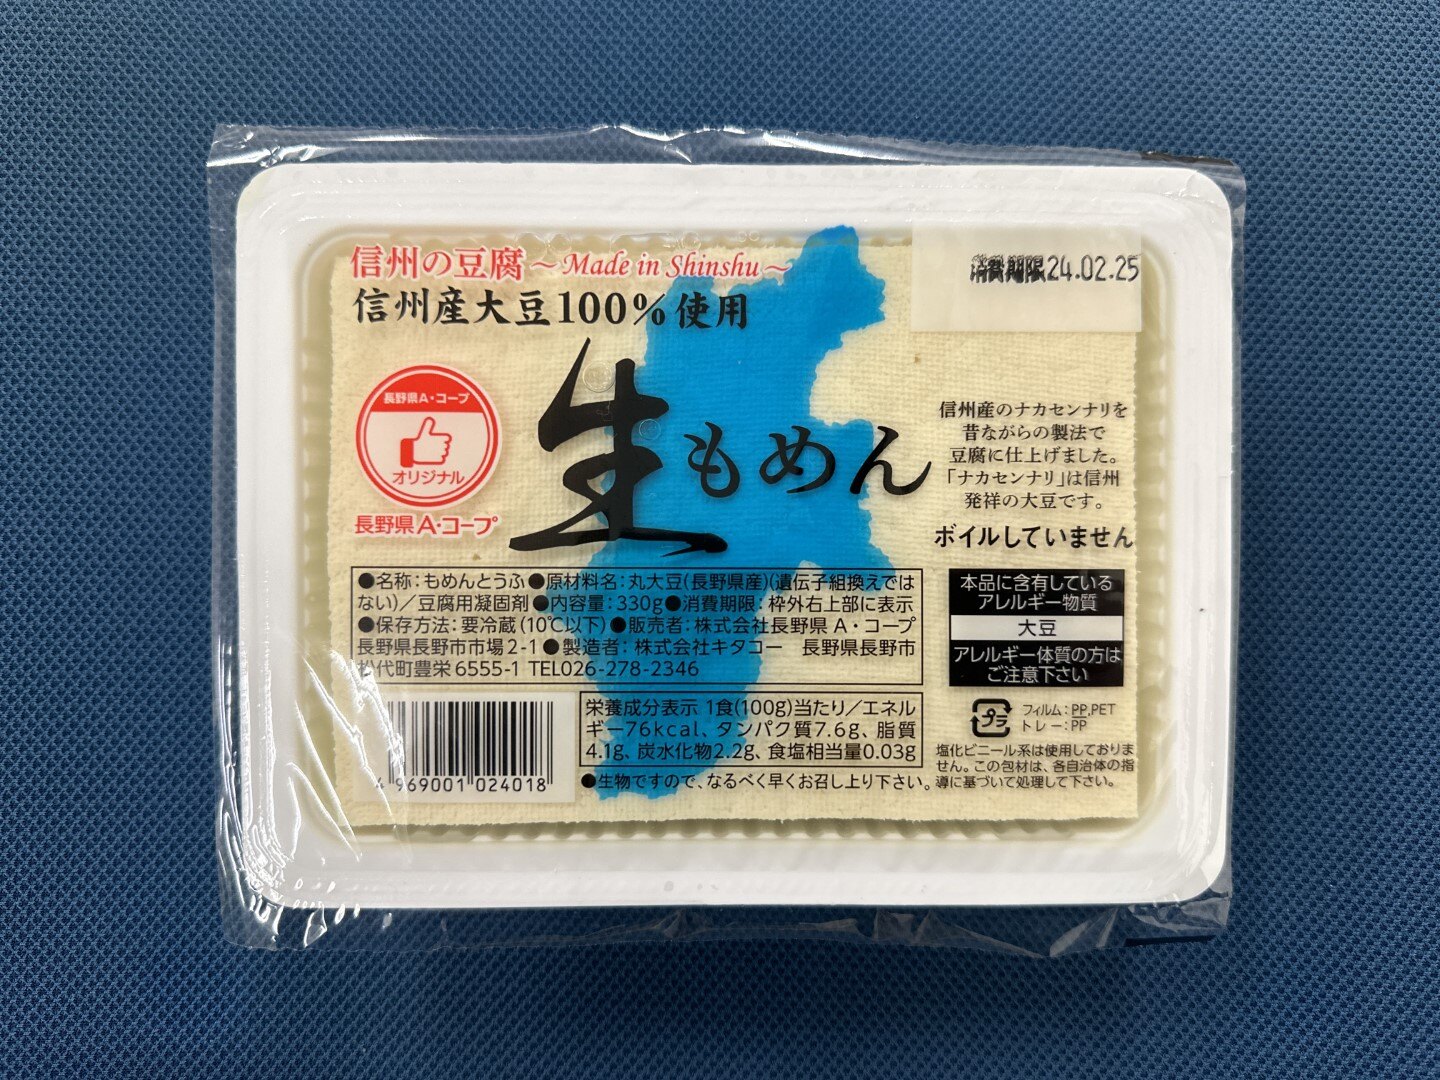 信州の豆腐～Made in Shinshu～
信州産大豆100%使用
消費期限24.02.25
長野県A・コープ
オリジナル
長野県A・コープ
生もめん
信州産のナカセンナリを
昔ながらの製法で
豆腐に仕上げました。
「ナカセンナリ」は信州
発祥の大豆です。
ボイルしていません
●名称：もめんとうふ●原材料名：丸大豆(長野県産)(遺伝子組換えでは
ない)／豆腐用凝固剤●内容量：330g●消費期限：枠外右上部に表示
●保存方法：要冷蔵(10℃以下)●販売者：株式会社長野県A・コープ
長野県長野市市場2-1●製造者：株式会社キタコー 長野県長野市
松代町豊栄6555-1 TEL026-278-2346
本品に含有している
アレルギー物質
大豆
アレルギー体質の方は
ご注意下さい
栄養成分表示 1食(100g)当たり／エネル
ギー76kcal、タンパク質7.6g、脂質
4.1g、炭水化物2.2g、食塩相当量0.03g
●生物ですので、なるべく早くお召し上り下さい。
プラ
フィルム：PP,PET
トレー：PP
塩化ビニール系は使用しておりま
せん。この包材は、各自治体の指
導に基づいて処理して下さい。
4 969001 024018